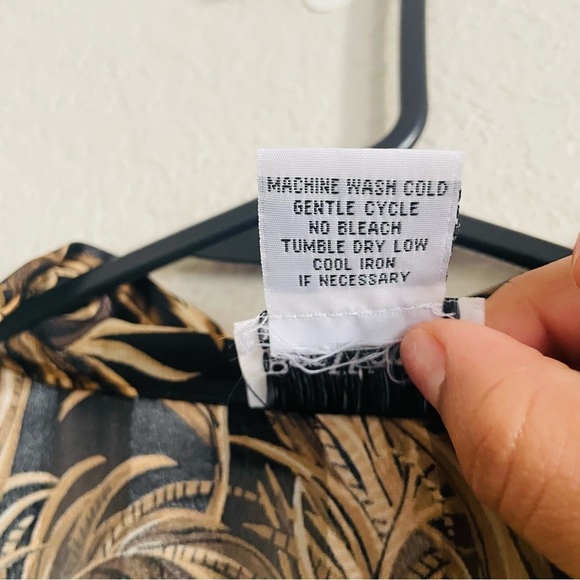 MACHINE WASH COLD
GENTLE CYCLE
NO BLEACH
TUMBLE DRY LOW
COOL IRON
IF NECESSARY